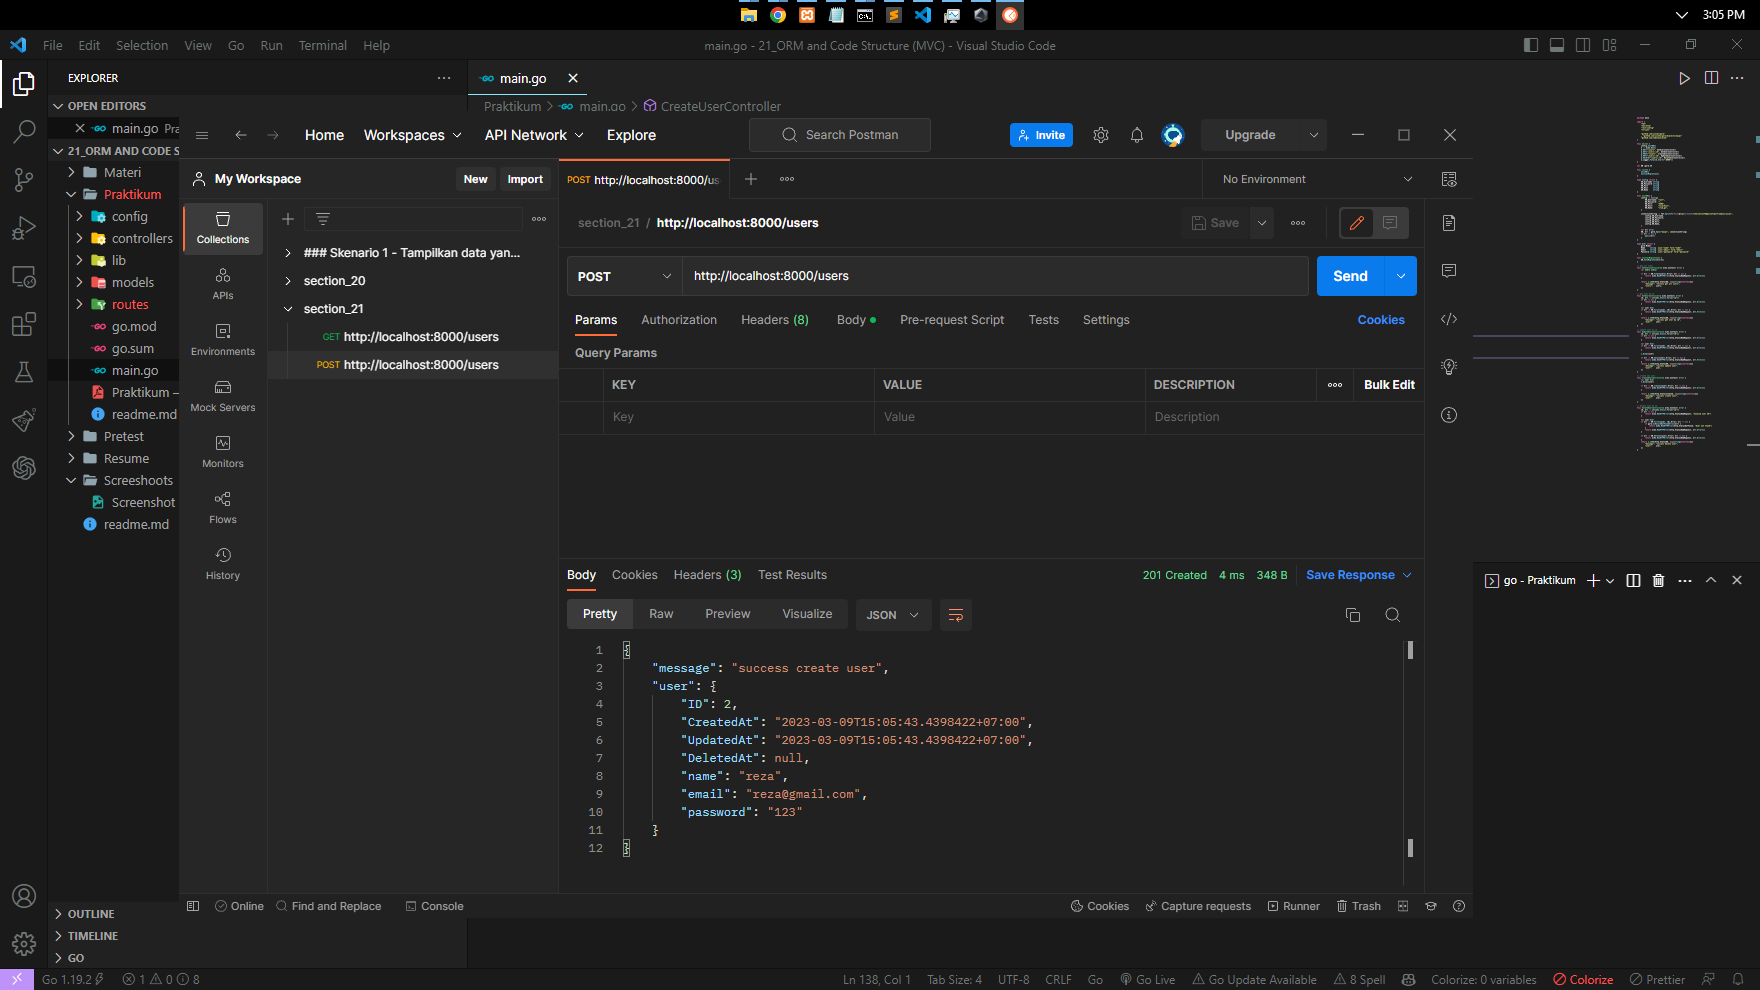 3:05 PM
File Edit Selection View Go Run Terminal Help
main.go - 21_ORM and Code Structure (MVC) - Visual Studio Code
EXPLORER
main.go
OPEN EDITORS
Praktikum > main.go > CreateUserController
main.go Pra
21_ORM AND CODE S
Materi
Praktikum
config
controllers
lib
models
routes
go.mod
go.sum
main.go
Praktikum –
readme.md
Pretest
Resume
Screeshoots
Screenshot
readme.md
OUTLINE
TIMELINE
GO
Home Workspaces API Network Explore
Search Postman
Invite
Upgrade
My Workspace
New Import
POST http://localhost:8000/us
No Environment
Collections
APIs
Environments
Mock Servers
Monitors
Flows
History
### Skenario 1 - Tampilkan data yan...
section_20
section_21
GET http://localhost:8000/users
POST http://localhost:8000/users
section_21 / http://localhost:8000/users
Save
POST http://localhost:8000/users
Send
Params Authorization Headers (8) Body Pre-request Script Tests Settings
Cookies
Query Params
KEY VALUE DESCRIPTION Bulk Edit
Key Value Description
Body Cookies Headers (3) Test Results
201 Created 4 ms 348 B Save Response
Pretty Raw Preview Visualize JSON
1 {
2 "message": "success create user",
3 "user": {
4 "ID": 2,
5 "CreatedAt": "2023-03-09T15:05:43.4398422+07:00",
6 "UpdatedAt": "2023-03-09T15:05:43.4398422+07:00",
7 "DeletedAt": null,
8 "name": "reza",
9 "email": "reza@gmail.com",
10 "password": "123"
11 }
12 }
go - Praktikum
Online Find and Replace Console
Cookies Capture requests Runner Trash
Go 1.19.2 1 0 8
Ln 138, Col 1 Tab Size: 4 UTF-8 CRLF Go Go Live Go Update Available 8 Spell Colorize: 0 variables Colorize Prettier